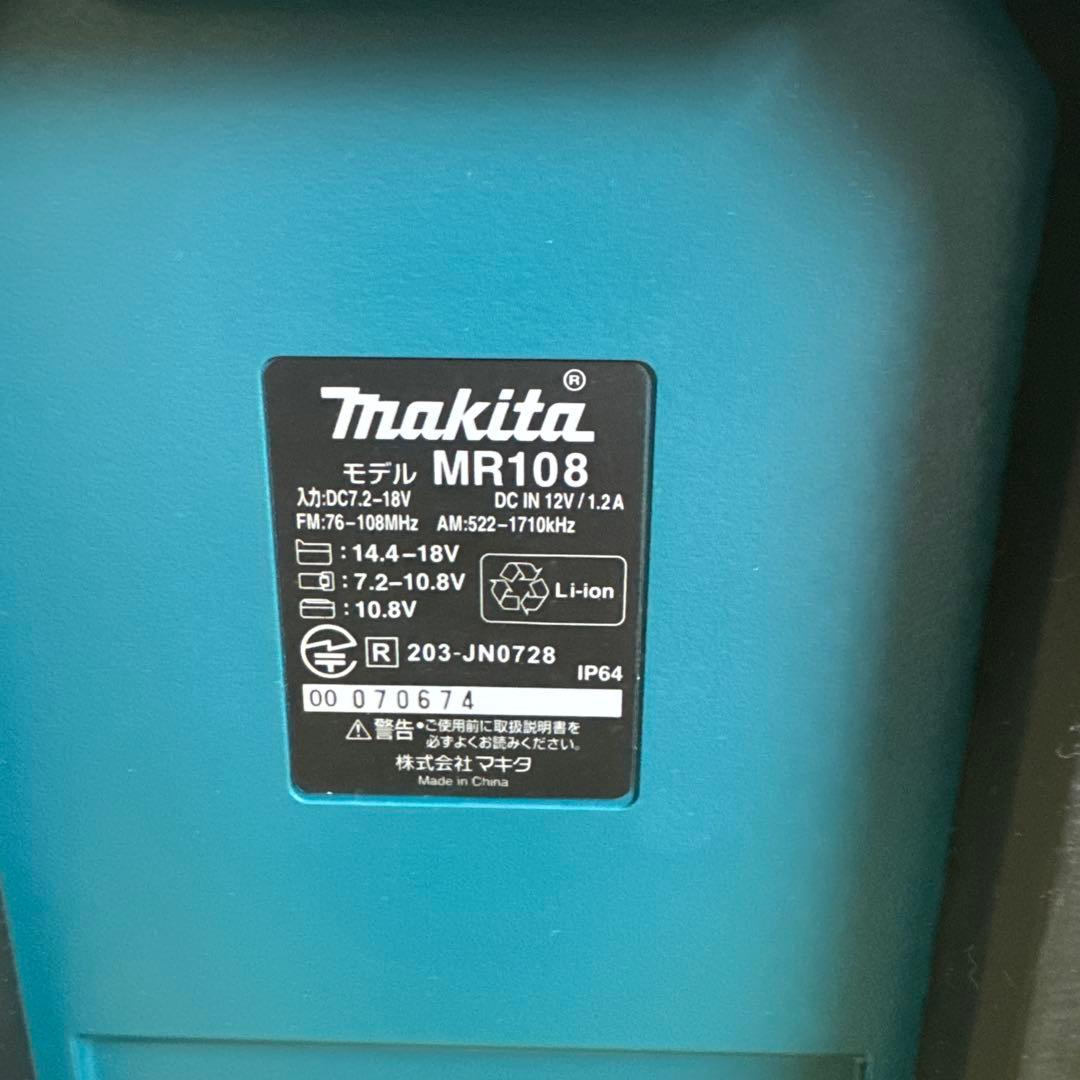 makita®
モデル MR108
入力:DC7.2-18V DC IN 12V/1.2A
FM:76-108MHz AM:522-1710kHz
:14.4-18V
:7.2-10.8V
:10.8V
Li-ion
R 203-JN0728
IP64
00 070674
警告•ご使用前に取扱説明書を
必ずよくお読みください。
株式会社マキタ
Made in China